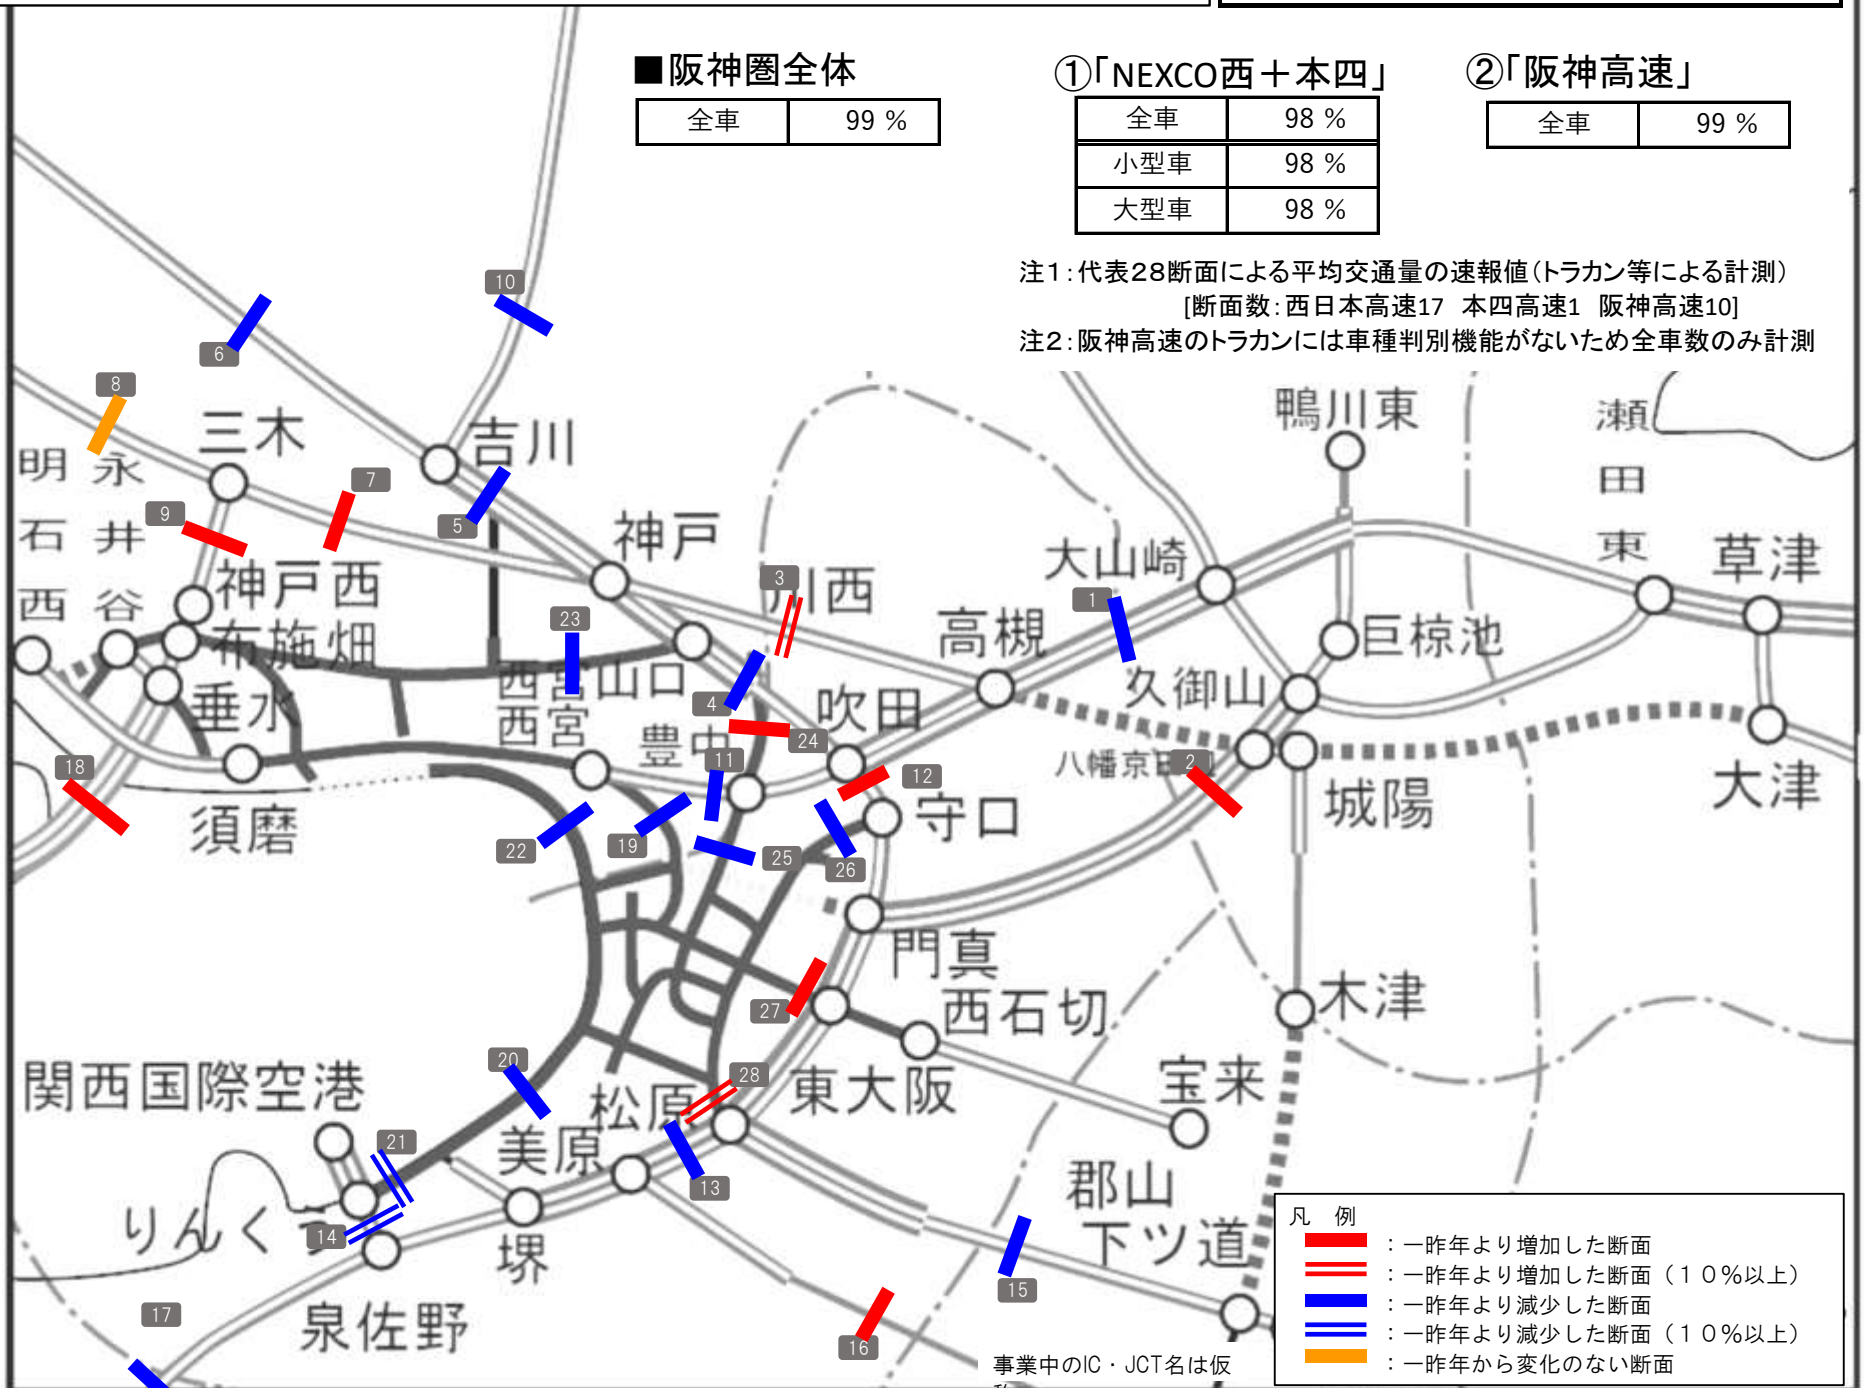 ■阪神圏全体
全車 99 %
①「NEXCO西＋本四」
全車 98 %
小型車 98 %
大型車 98 %
②「阪神高速」
全車 99 %
注1：代表28断面による平均交通量の速報値（トラカン等による計測）
[断面数：西日本高速17 本四高速1 阪神高速10]
注2：阪神高速のトラカンには車種判別機能がないため全車数のみ計測
10
6
8
三木
吉川
鴨川東
瀬田東
明石西
永井谷
7
9
5
神戸
大山崎
草津
神戸西
3
川西
1
23
高槻
巨椋池
布施畑
西宮山口
久御山
垂水
4
吹田
西宮
豊中
24
11
2
18
12
大津
須磨
守口
城陽
22
19
25
26
門真
27
西石切
木津
20
関西国際空港
松原
28
東大阪
宝来
21
美原
13
郡山下ツ道
りんくう
14
堺
15
17
泉佐野
16
事業中のIC・JCT名は仮
凡 例
：一昨年より増加した断面
：一昨年より増加した断面（１０％以上）
：一昨年より減少した断面
：一昨年より減少した断面（１０％以上）
：一昨年から変化のない断面